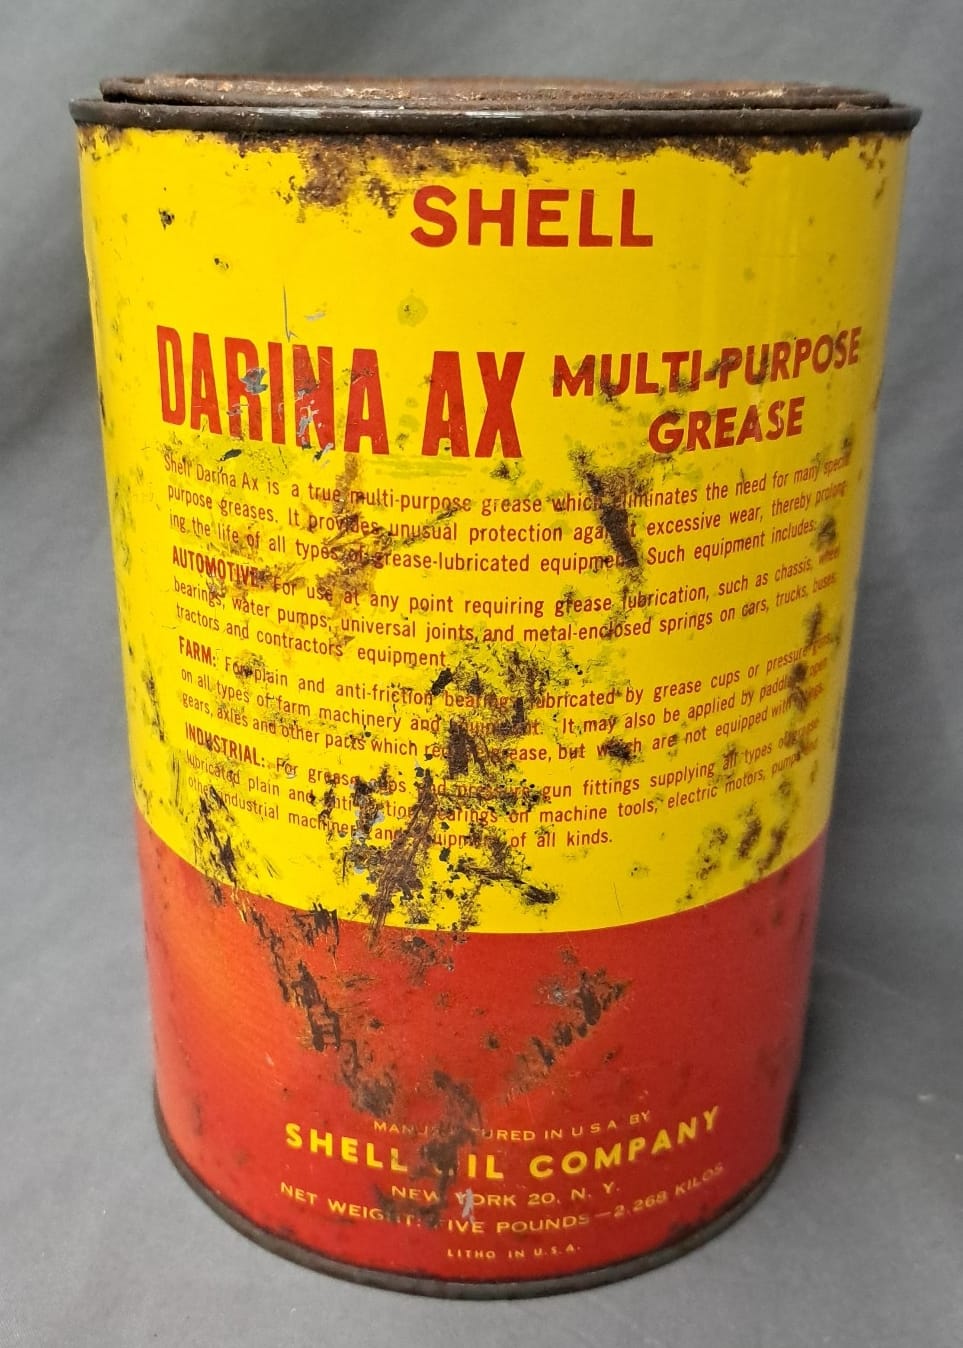 SHELL
DARINA AX MULTI-PURPOSE
GREASE
Shell Darina Ax is a true multi-purpose grease which eliminates the need for many special
purpose greases. It provides unusual protection against excessive wear, thereby prolong-
ing the life of all types of grease-lubricated equipment. Such equipment includes:
AUTOMOTIVE: For use at any point requiring grease lubrication, such as chassis, wheel
bearings, water pumps, universal joints, and metal-enclosed springs on cars, trucks, buses,
tractors and contractors' equipment.
FARM: For plain and anti-friction bearings lubricated by grease cups or pressure guns
on all types of farm machinery and equipment. It may also be applied by paddle to open
gears, axles and other parts which require grease, but which are not equipped with fittings.
INDUSTRIAL: For grease cups and pressure gun fittings supplying all types of grease
lubricated plain and anti-friction bearings on machine tools, electric motors, pumps and
other industrial machinery and equipment of all kinds.
MANUFACTURED IN U S A BY
SHELL OIL COMPANY
NEW YORK 20, N. Y.
NET WEIGHT: FIVE POUNDS—2.268 KILOS
LITHO IN U.S.A.